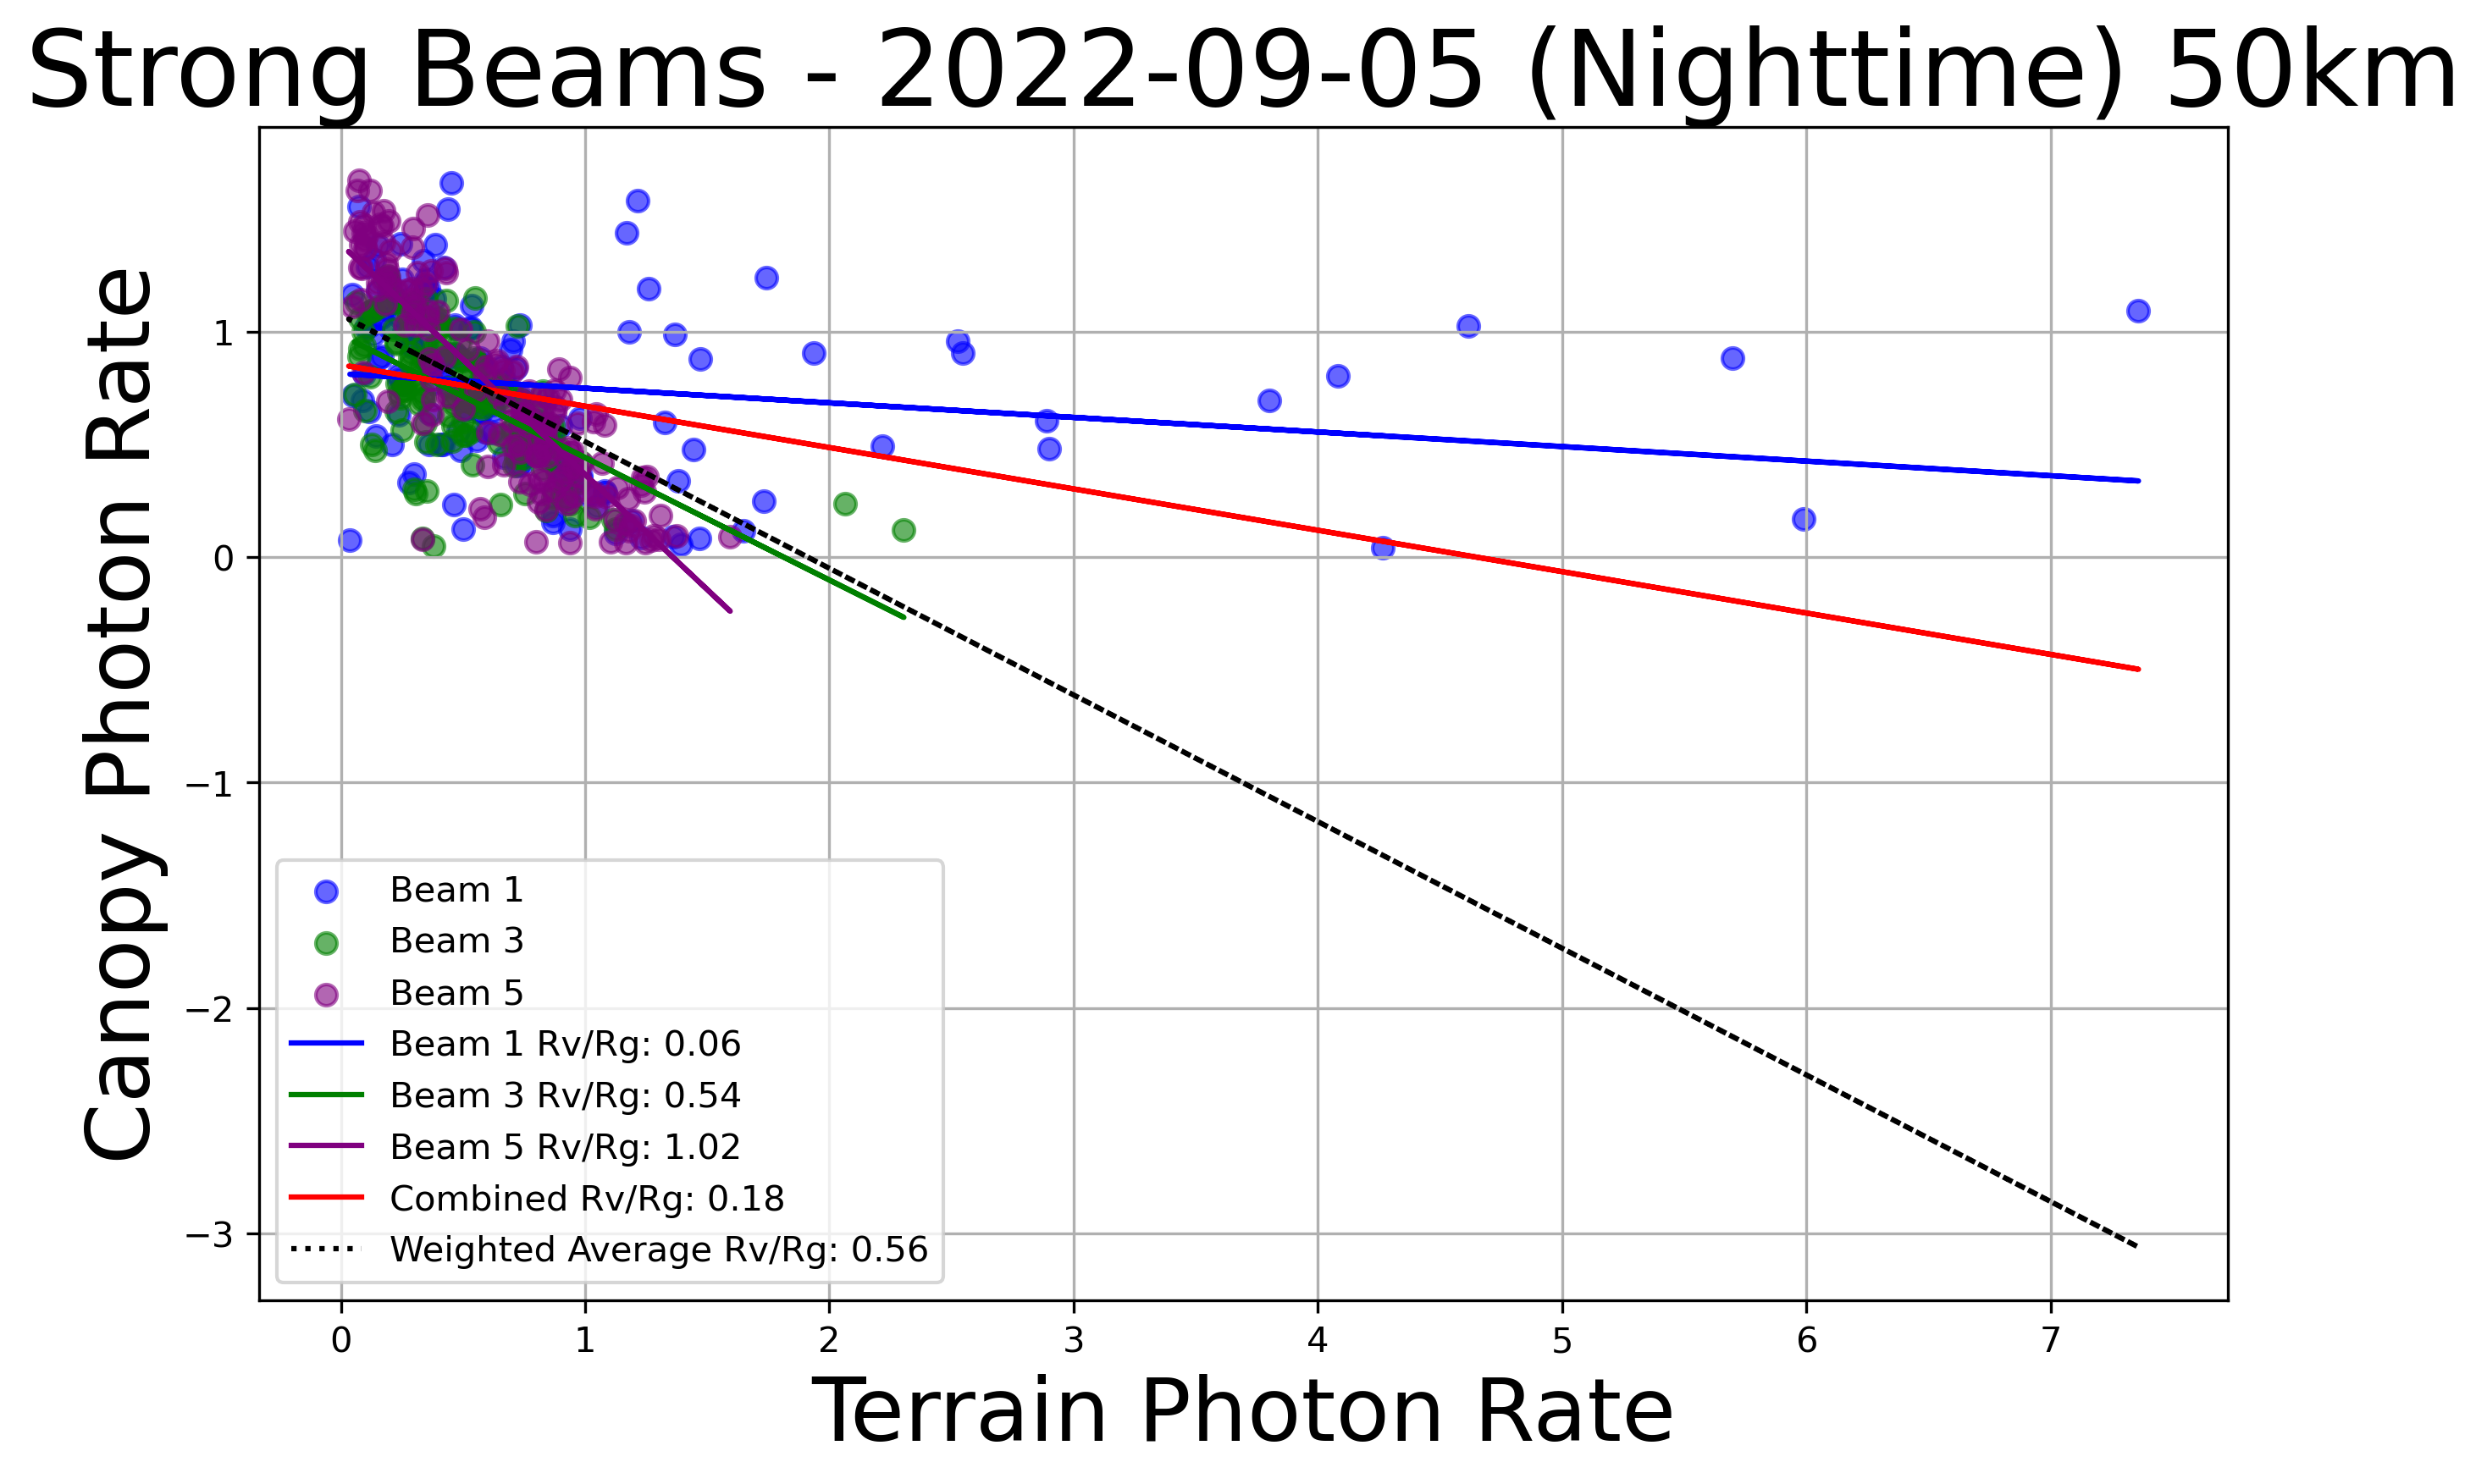 Strong Beams - 2022-09-05 (Nighttime) 50km
Canopy Photon Rate
1
0
−1
−2
−3
Beam 1
Beam 3
Beam 5
Beam 1 Rv/Rg: 0.06
Beam 3 Rv/Rg: 0.54
Beam 5 Rv/Rg: 1.02
Combined Rv/Rg: 0.18
Weighted Average Rv/Rg: 0.56
0 1 2 3 4 5 6 7
Terrain Photon Rate